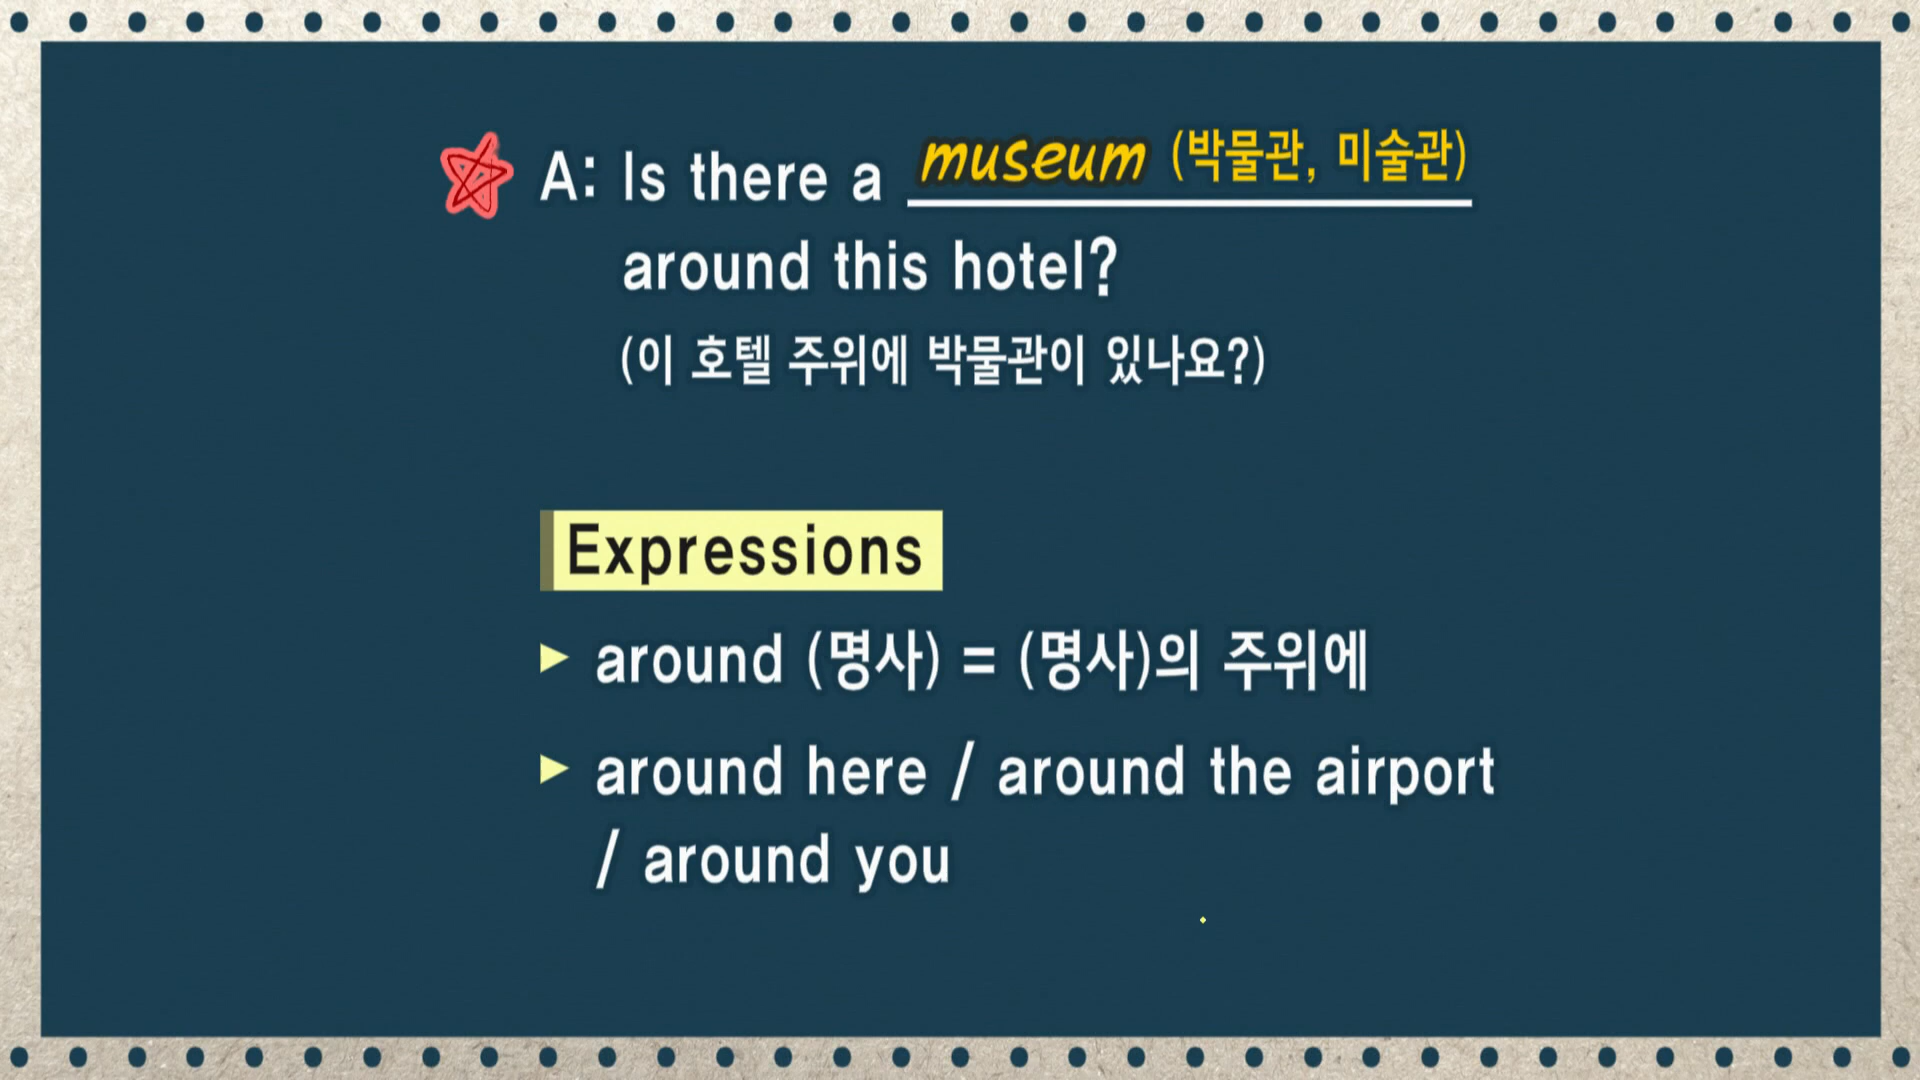 A: Is there a museum (박물관, 미술관)
around this hotel?
(이 호텔 주위에 박물관이 있나요?)
Expressions
▶ around (명사) = (명사)의 주위에
▶ around here / around the airport
/ around you